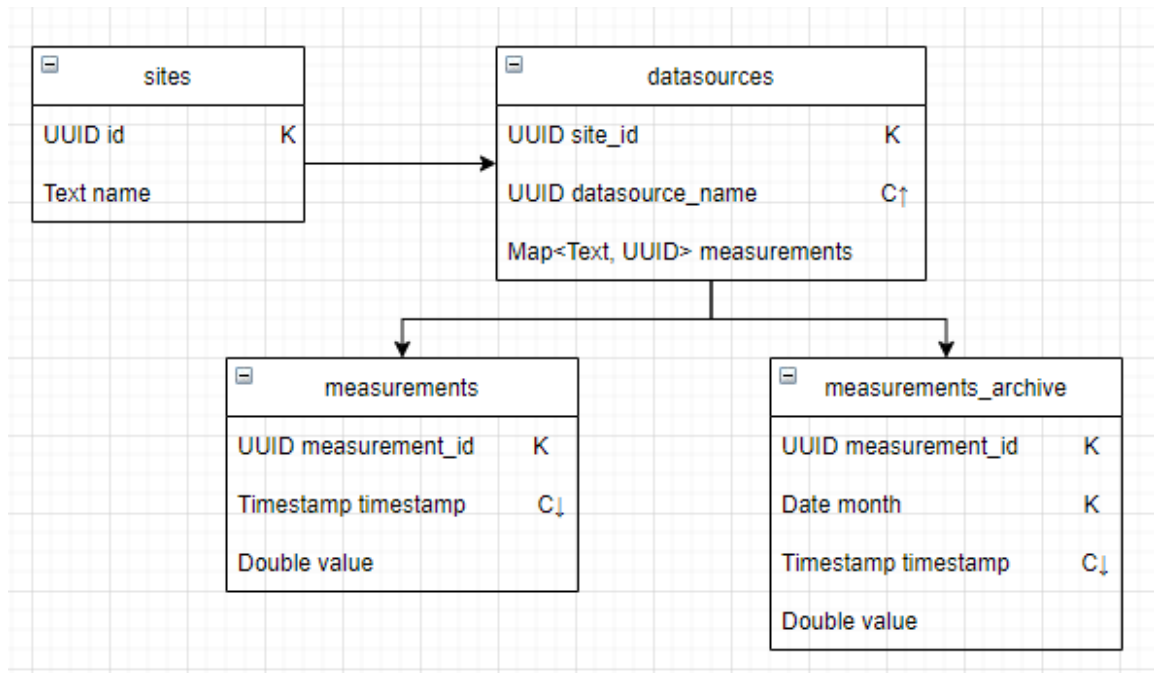 sites
UUID id K
Text name
datasources
UUID site_id K
UUID datasource_name C↑
Map<Text, UUID> measurements
measurements
UUID measurement_id K
Timestamp timestamp C↓
Double value
measurements_archive
UUID measurement_id K
Date month K
Timestamp timestamp C↓
Double value